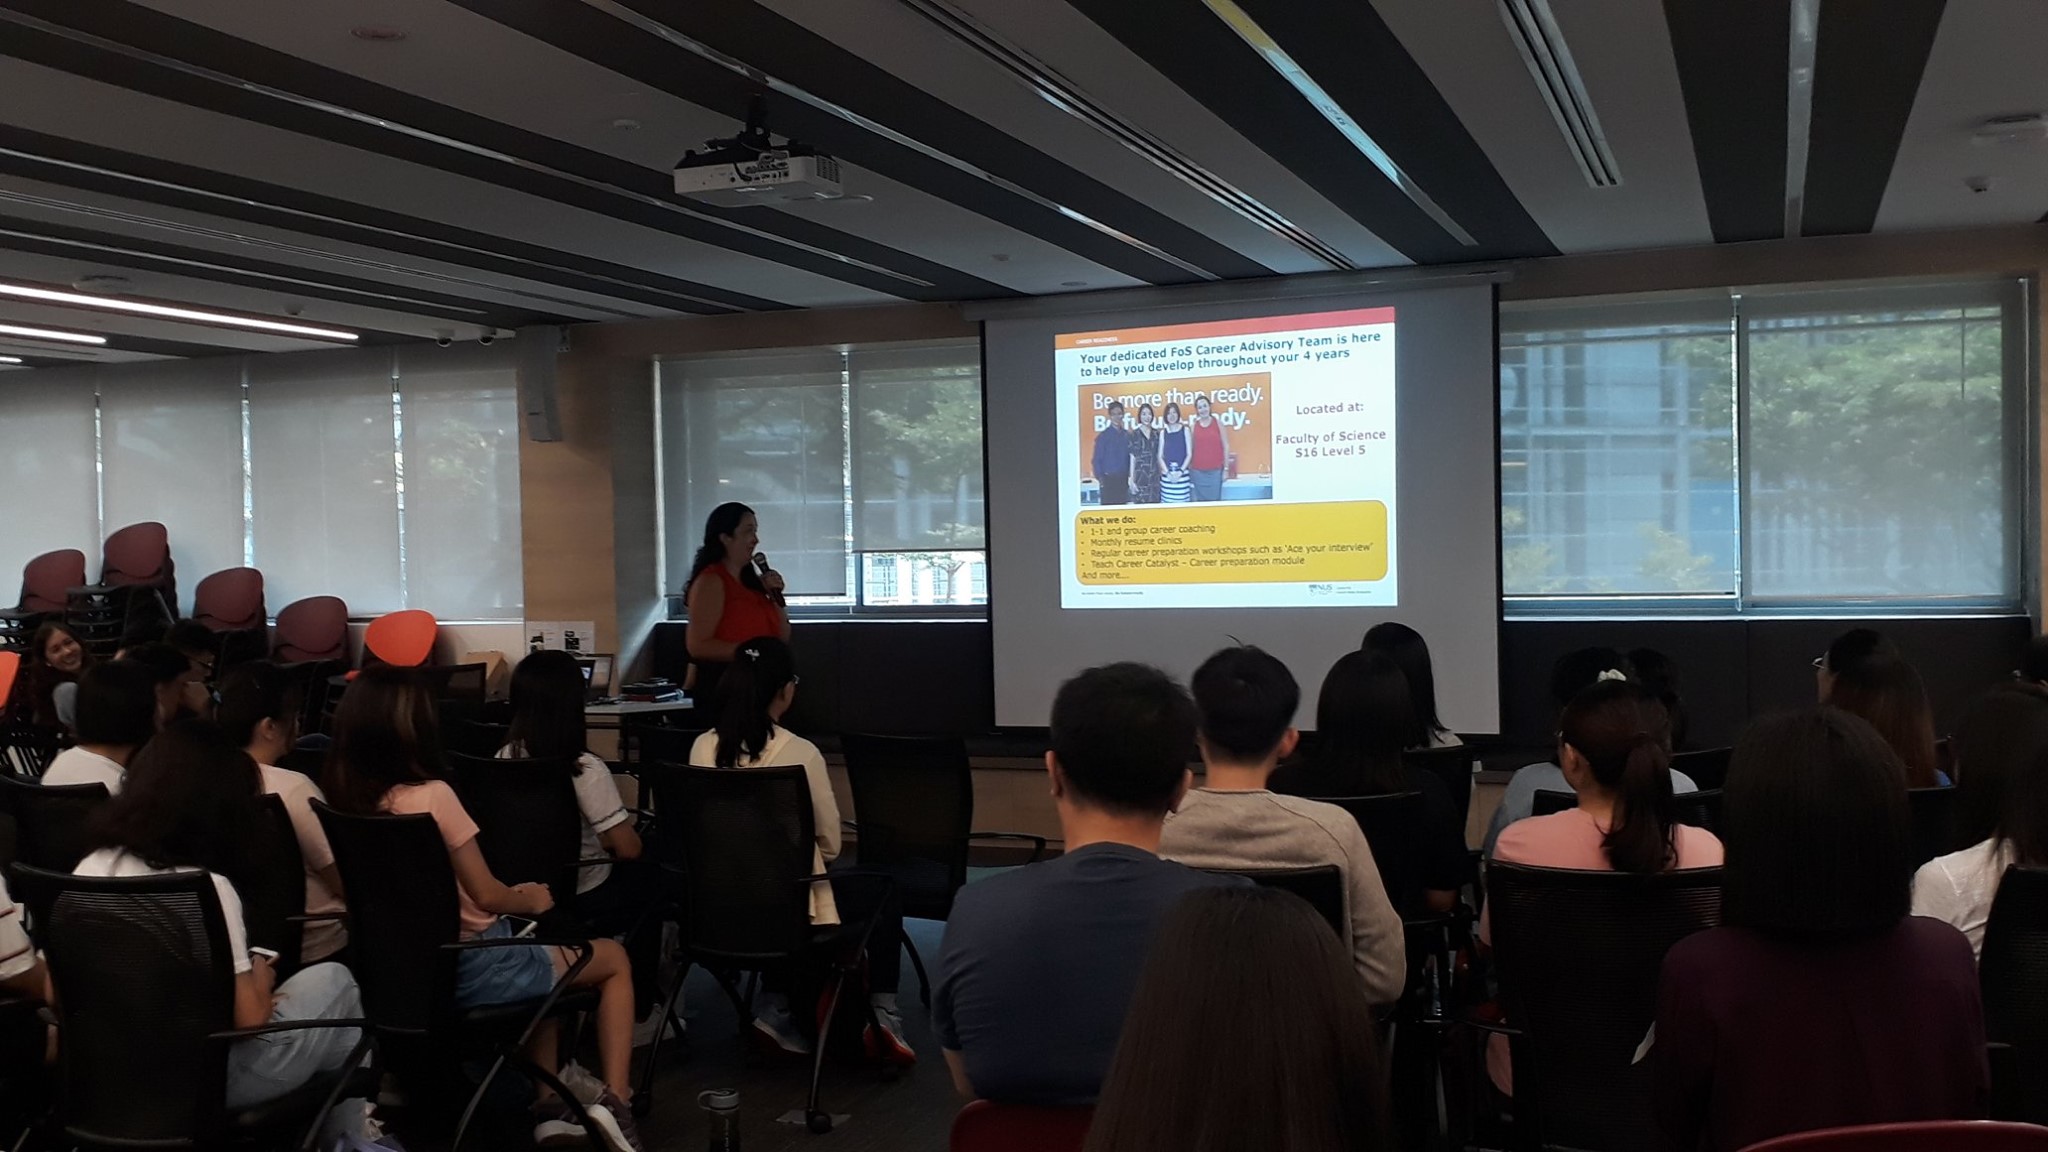 CAREER READINESS
Your dedicated FoS Career Advisory Team is here
to help you develop throughout your 4 years
Be more than ready.
Located at:
Faculty of Science
S16 Level 5
What we do:
• 1-1 and group career coaching
• Monthly resume clinics
• Regular career preparation workshops such as 'Ace your interview'
• Teach Career Catalyst – Career preparation module
And more....
NUS